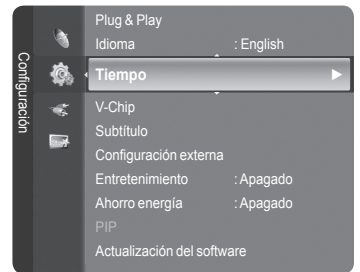 Configuración
Plug & Play
Idioma : English
Tiempo
V-Chip
Subtítulo
Configuración externa
Entretenimiento : Apagado
Ahorro energía : Apagado
PIP
Actualización del software